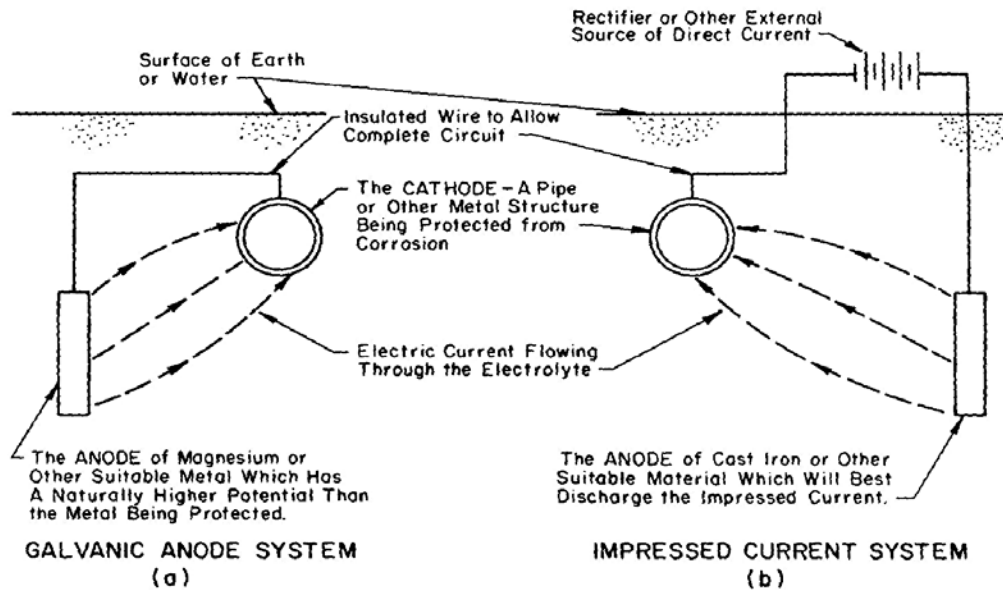 Rectifier or Other External
Source of Direct Current
Surface of Earth
or Water
Insulated Wire to Allow
Complete Circuit
The CATHODE-A Pipe
or Other Metal Structure
Being Protected from
Corrosion
Electric Current Flowing
Through the Electrolyte
The ANODE of Magnesium or
Other Suitable Metal Which Has
A Naturally Higher Potential Than
the Metal Being Protected.
The ANODE of Cast Iron or Other
Suitable Material Which Will Best
Discharge the Impressed Current.
GALVANIC ANODE SYSTEM
(a)
IMPRESSED CURRENT SYSTEM
(b)